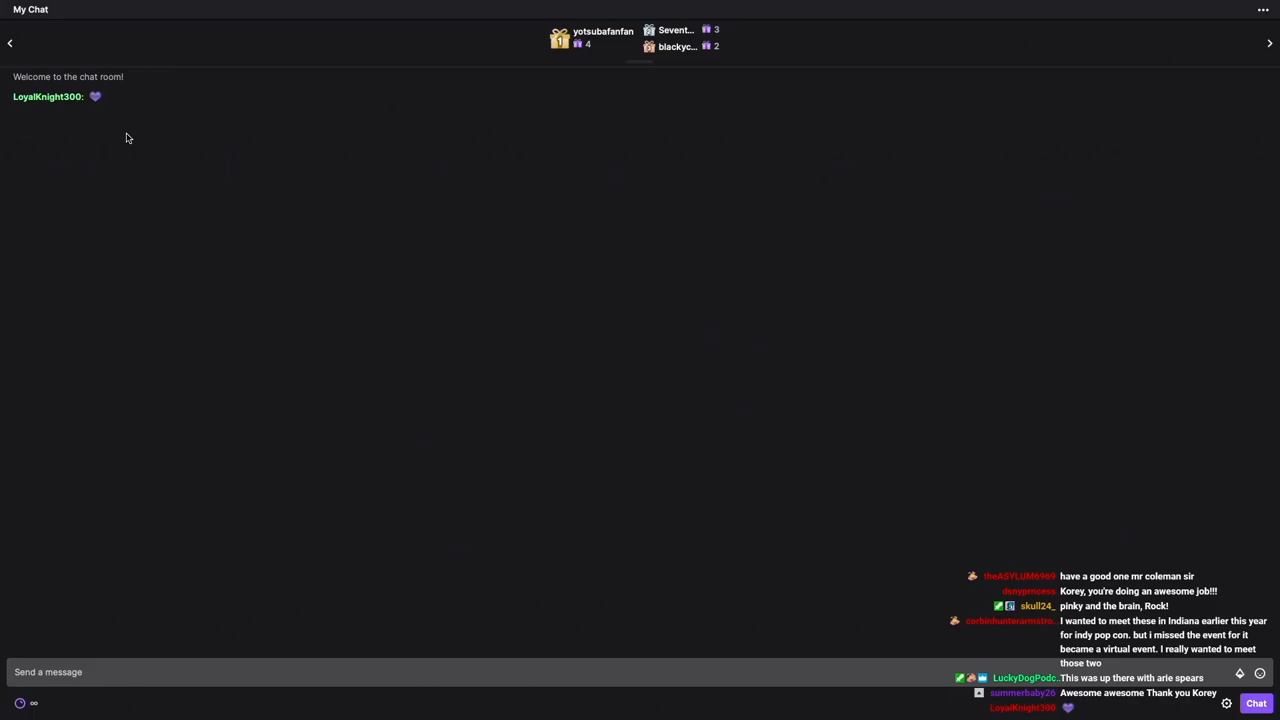 My Chat
yotsubafanfan
4
Sevent... 3
blackyc... 2
Welcome to the chat room!
LoyalKnight300:
theASYLUM6969 have a good one mr coleman sir
dsnyprncess Korey, you're doing an awesome job!!!
skull24_ pinky and the brain, Rock!
corbinhunterarmstro... I wanted to meet these in Indiana earlier this year
for indy pop con. but i missed the event for it
became a virtual event. I really wanted to meet
those two
Send a message
LuckyDogPodc... This was up there with arie spears
summerbaby26 Awesome awesome Thank you Korey
LoyalKnight300
Chat